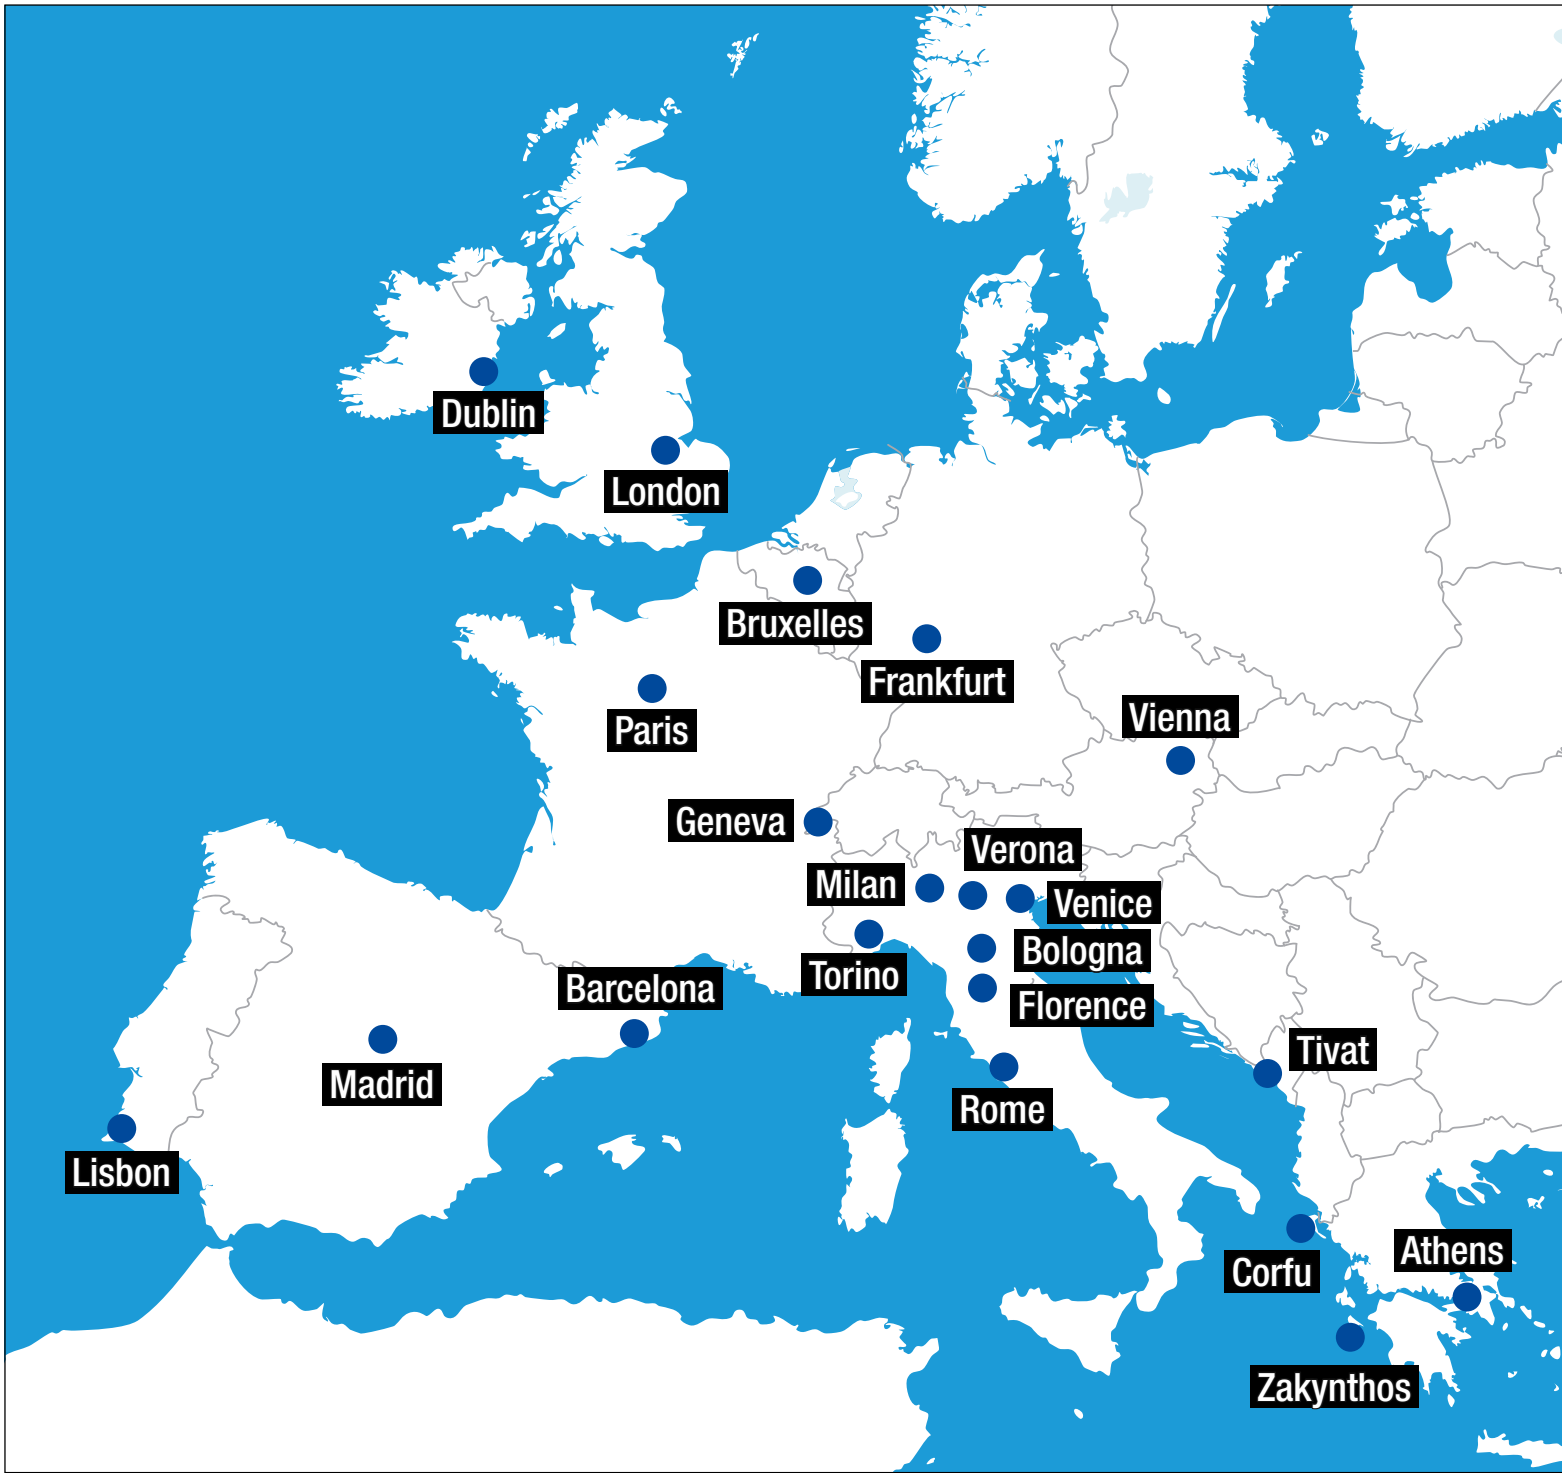 Dublin
London
Bruxelles
Frankfurt
Paris
Vienna
Geneva
Verona
Milan
Venice
Bologna
Torino
Barcelona
Florence
Tivat
Madrid
Rome
Lisbon
Athens
Corfu
Zakynthos